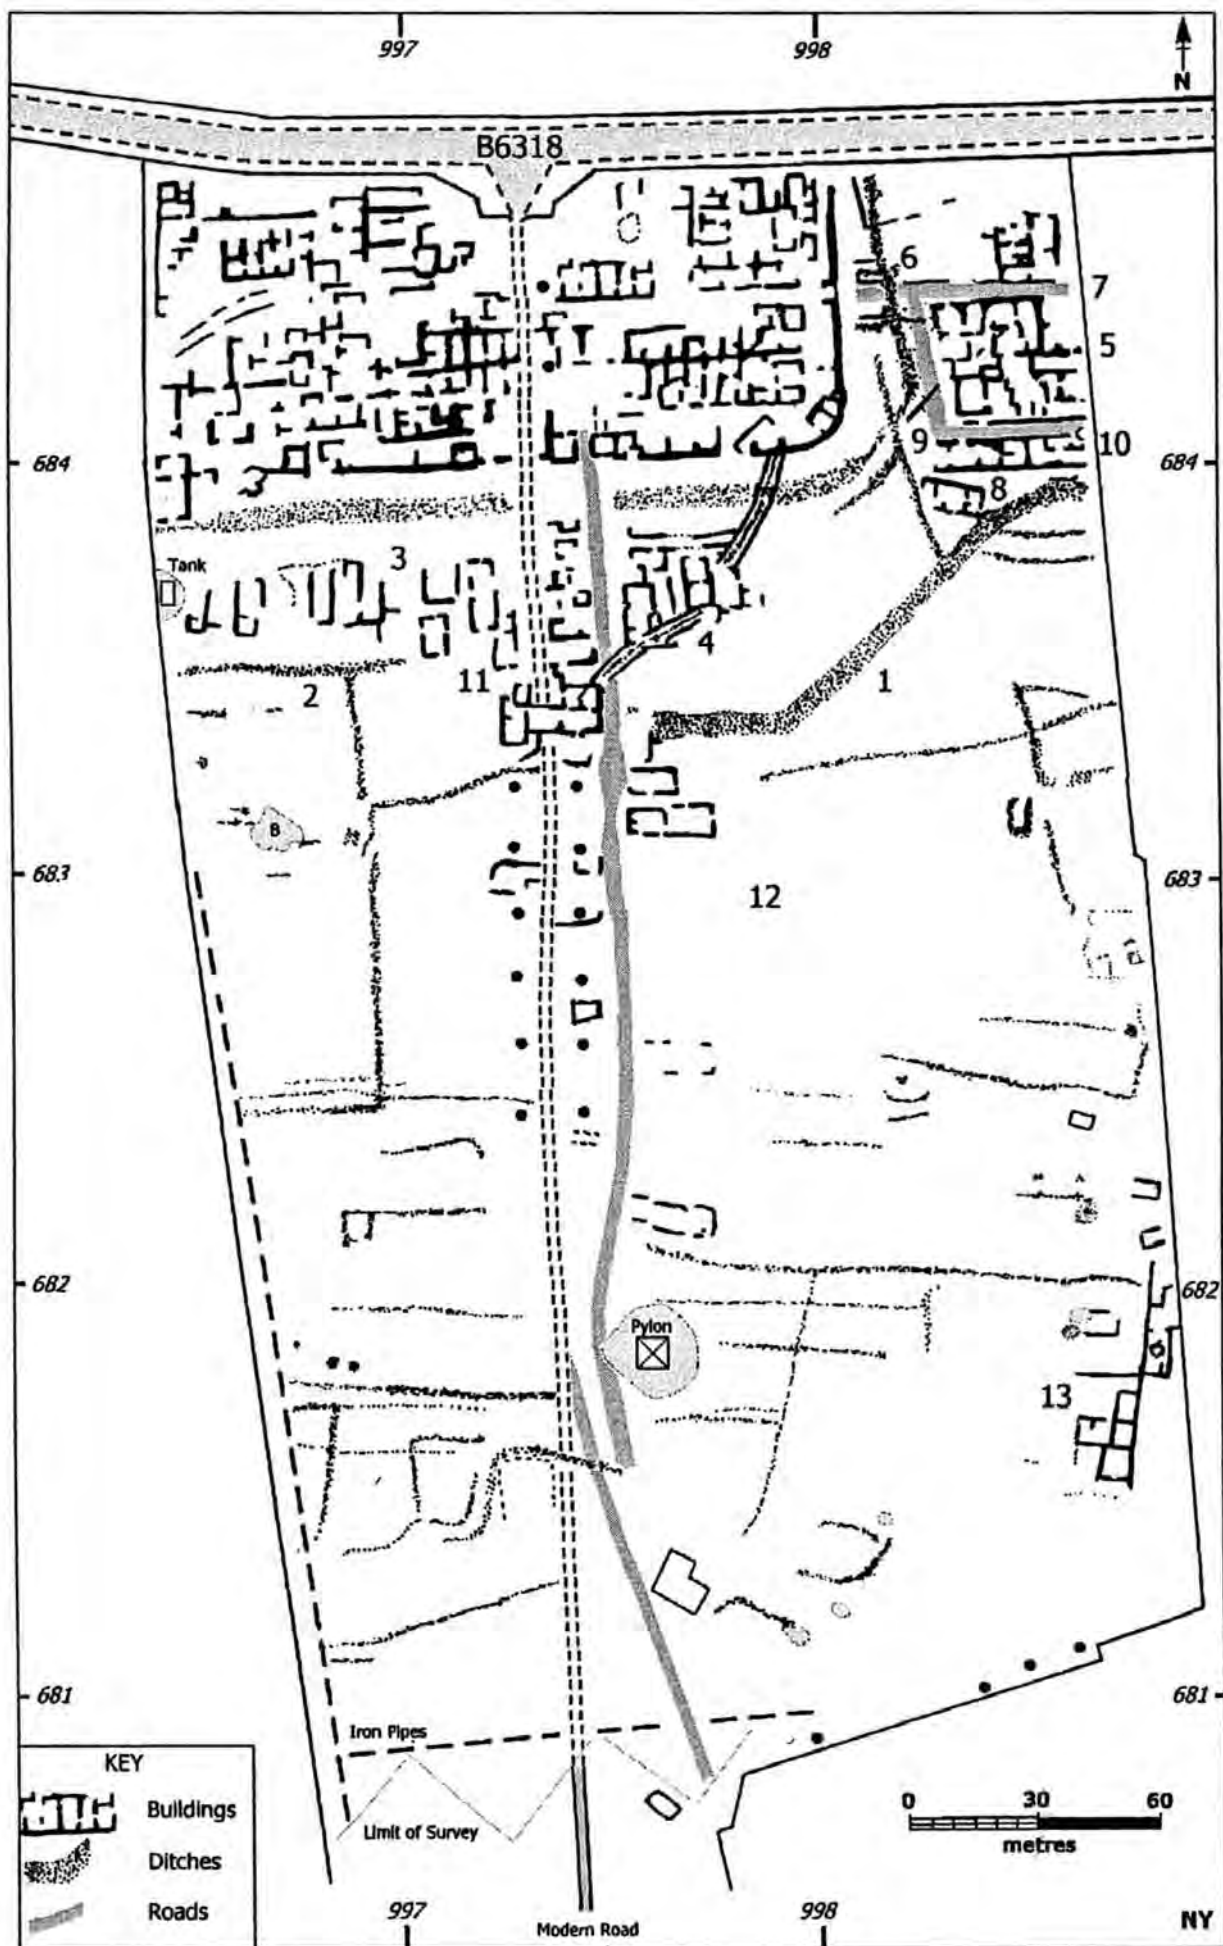 997
998
N
B6318
6
7
5
9
10
684
684
8
3
Tank
4
11
1
2
B
683
683
12
682
682
Pylon
13
681
681
Iron Pipes
KEY
Buildings
Limit of Survey
0 30 60
metres
Ditches
Roads
997
998
Modern Road
NY